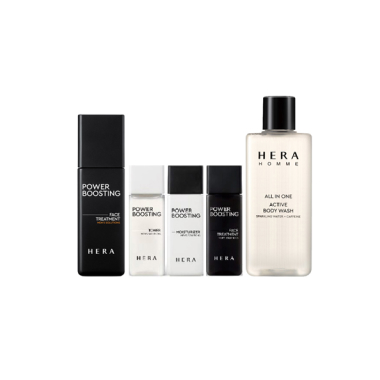 POWER
BOOSTING
FACE
TREATMENT
HERA
POWER
BOOSTING
TONER
HERA
POWER
BOOSTING
MOISTURIZER
HERA
POWER
BOOSTING
FACE
TREATMENT
HERA
HERA
HOMME
ALL IN ONE
ACTIVE
BODY WASH